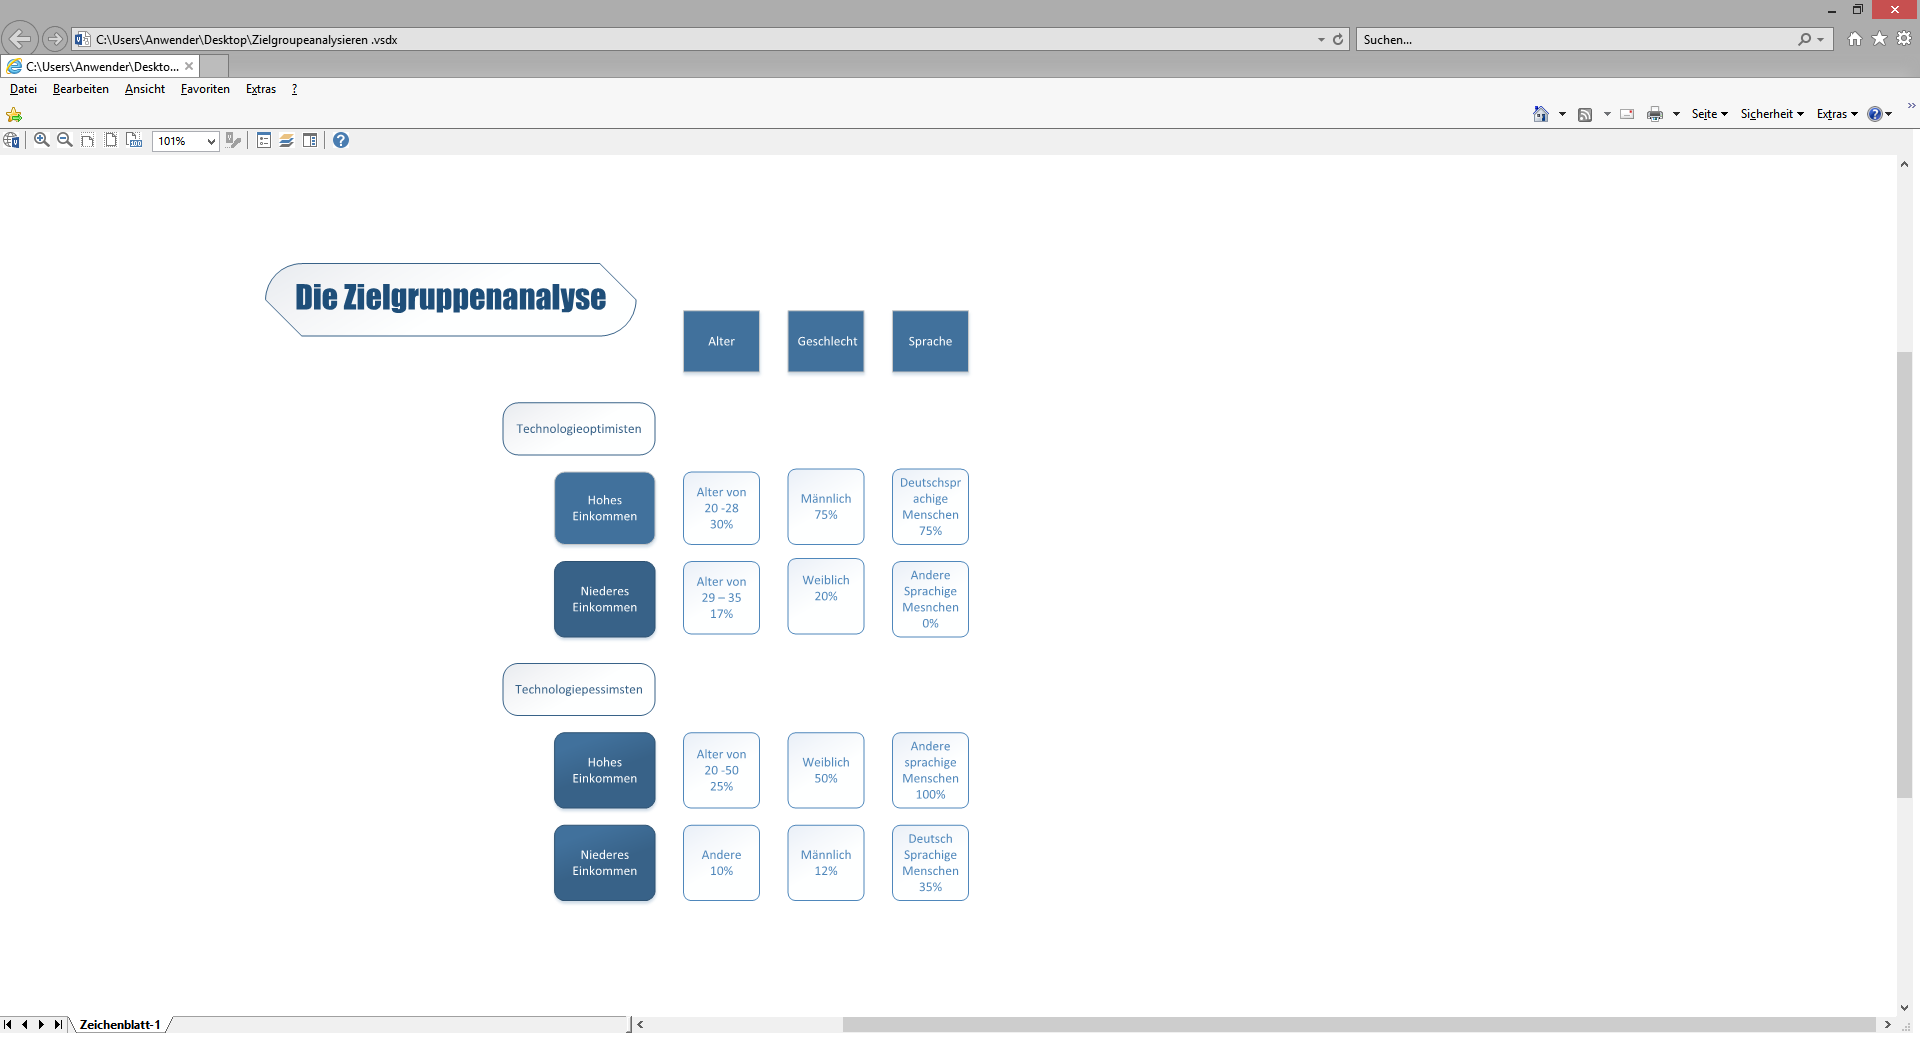 C:\Users\Anwender\Desktop\Zielgroupeanalysieren .vsdx
Suchen...
C:\Users\Anwender\Deskto...
Datei Bearbeiten Ansicht Favoriten Extras ?
Seite Sicherheit Extras
101%
Die Zielgruppenanalyse
Alter
Geschlecht
Sprache
Technologieoptimisten
Hohes
Einkommen
Alter von
20 -28
30%
Männlich
75%
Deutschspr
achige
Menschen
75%
Niederes
Einkommen
Alter von
29 – 35
17%
Weiblich
20%
Andere
Sprachige
Mesnchen
0%
Technologiepessimsten
Hohes
Einkommen
Alter von
20 -50
25%
Weiblich
50%
Andere
sprachige
Menschen
100%
Niederes
Einkommen
Andere
10%
Männlich
12%
Deutsch
Sprachige
Menschen
35%
Zeichenblatt-1